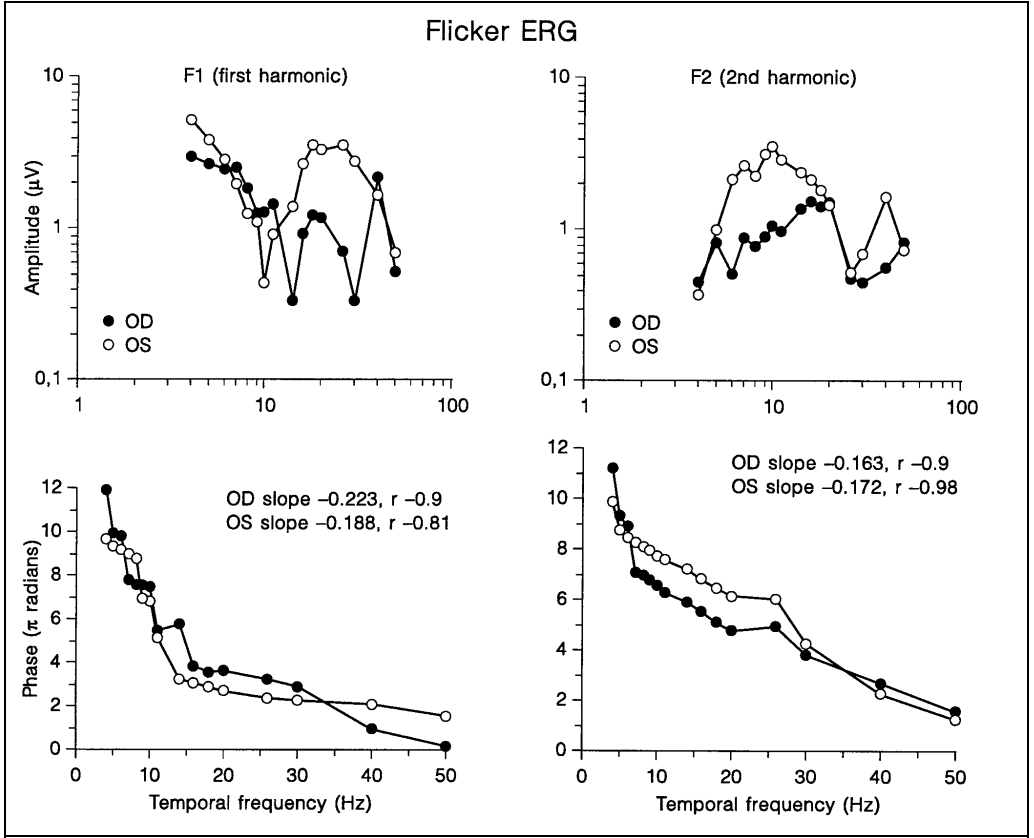 Flicker ERG
F1 (first harmonic)
10
1
0,1
Amplitude (μV)
OD
OS
1
10
100
F2 (2nd harmonic)
10
1
0,1
OD
OS
1
10
100
OD slope –0.223, r –0.9
OS slope –0.188, r –0.81
12
10
8
6
4
2
0
Phase (π radians)
0
10
20
30
40
50
Temporal frequency (Hz)
OD slope –0.163, r –0.9
OS slope –0.172, r –0.98
12
10
8
6
4
2
0
0
10
20
30
40
50
Temporal frequency (Hz)